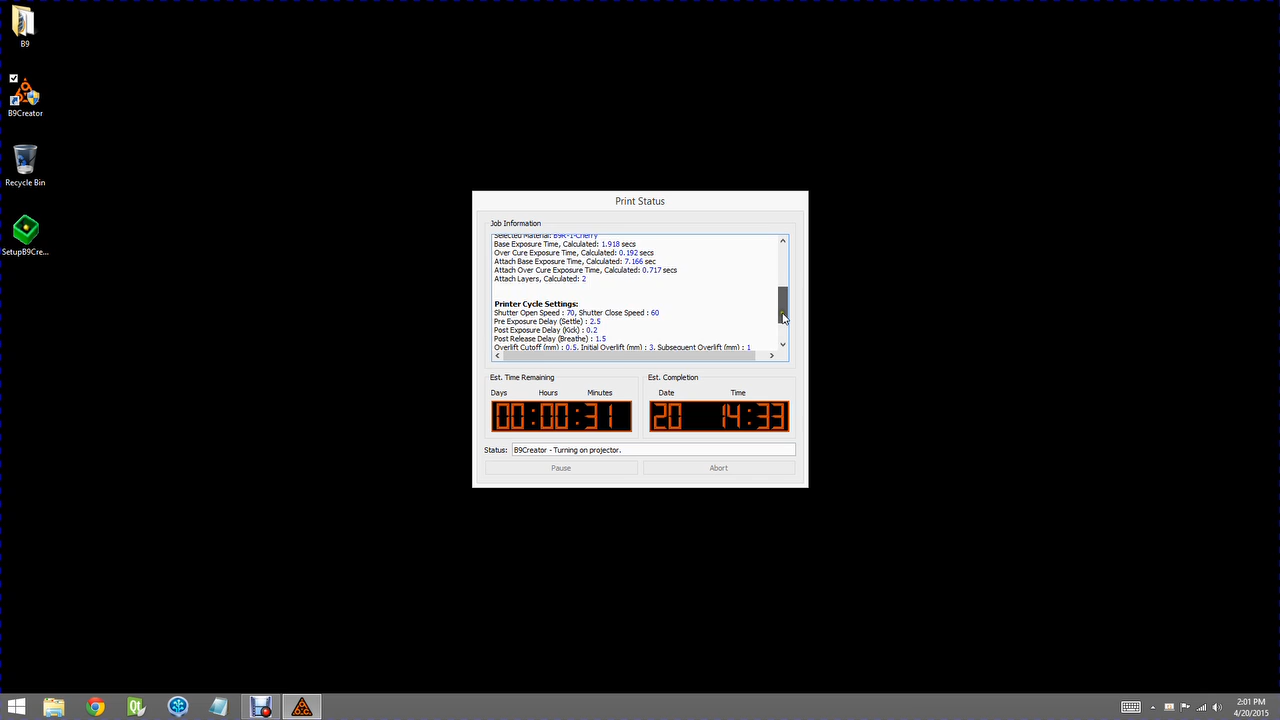 B9
B9Creator
Recycle Bin
SetupB9Cre...
Print Status
Job Information
Selected Material: B9R-1-Cherry
Base Exposure Time, Calculated: 1.918 secs
Over Cure Exposure Time, Calculated: 0.192 secs
Attach Base Exposure Time, Calculated: 7.166 sec
Attach Over Cure Exposure Time, Calculated: 0.717 secs
Attach Layers, Calculated: 2
Printer Cycle Settings:
Shutter Open Speed : 70, Shutter Close Speed : 60
Pre Exposure Delay (Settle) : 2.5
Post Exposure Delay (Kick) : 0.2
Post Release Delay (Breathe) : 1.5
Overlift Cutoff (mm) : 0.5, Initial Overlift (mm) : 3, Subsequent Overlift (mm) : 1
Est. Time Remaining
Est. Completion
Days Hours Minutes
Date Time
00:00:31
20 14:33
Status: B9Creator - Turning on projector.
Pause
Abort
2:01 PM
4/20/2015